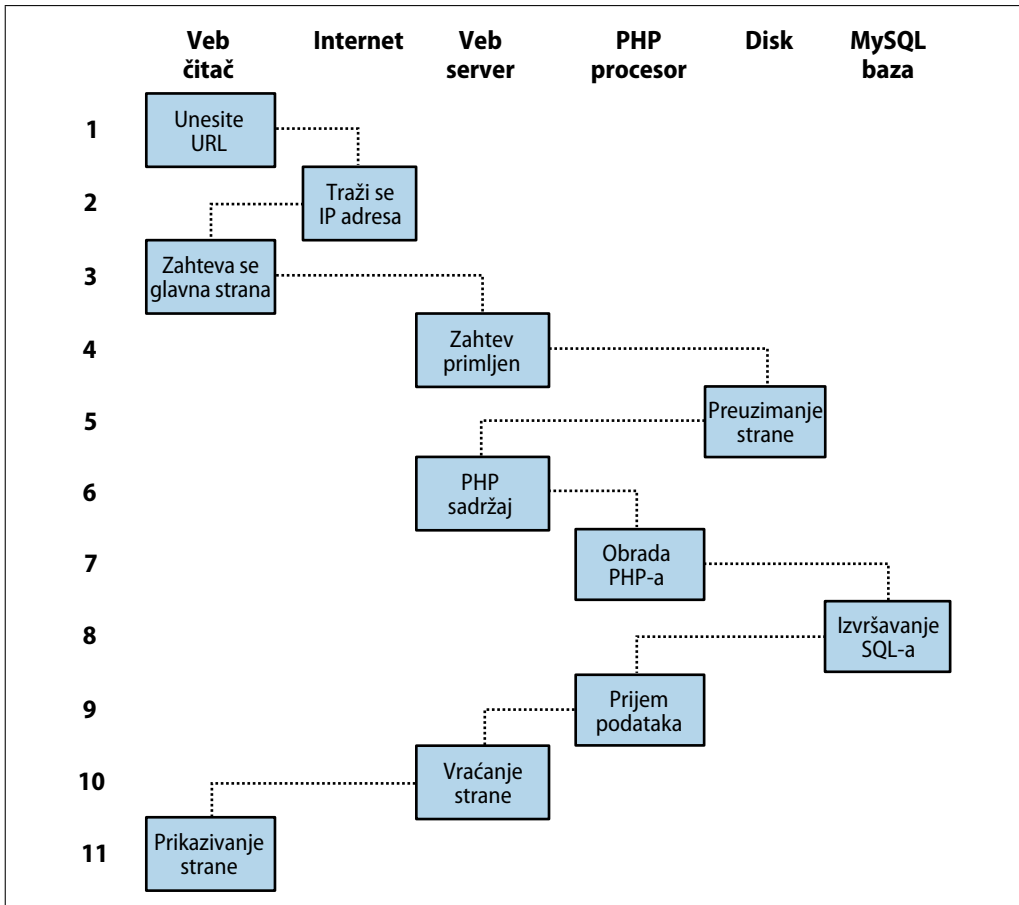 Veb čitač
Internet
Veb server
PHP procesor
Disk
MySQL baza
1
Unesite
URL
2
Traži se
IP adresa
3
Zahteva se
glavna strana
4
Zahtev
primljen
5
Preuzimanje
strane
6
PHP
sadržaj
7
Obrada
PHP-a
8
Izvršavanje
SQL-a
9
Prijem
podataka
10
Vraćanje
strane
11
Prikazivanje
strane